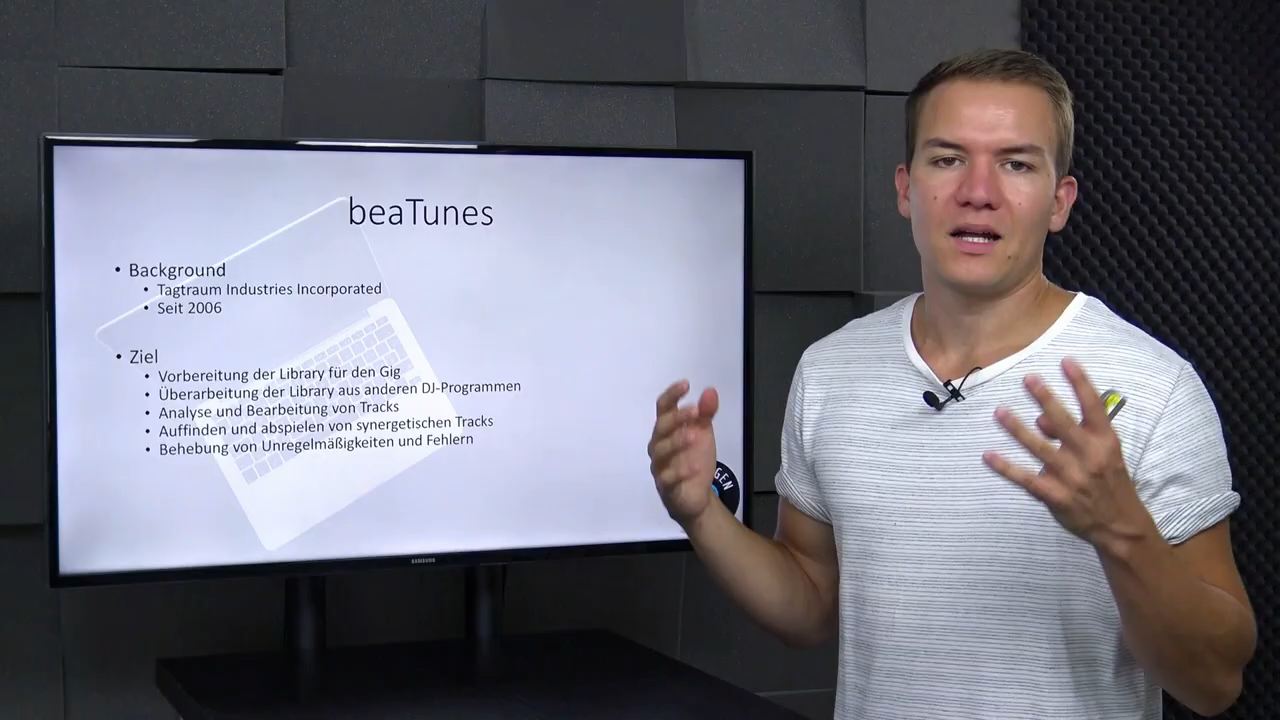 beaTunes
• Background
• Tagtraum Industries Incorporated
• Seit 2006
• Ziel
• Vorbereitung der Library für den Gig
• Überarbeitung der Library aus anderen DJ-Programmen
• Analyse und Bearbeitung von Tracks
• Auffinden und abspielen von synergetischen Tracks
• Behebung von Unregelmäßigkeiten und Fehlern
SAMSUNG